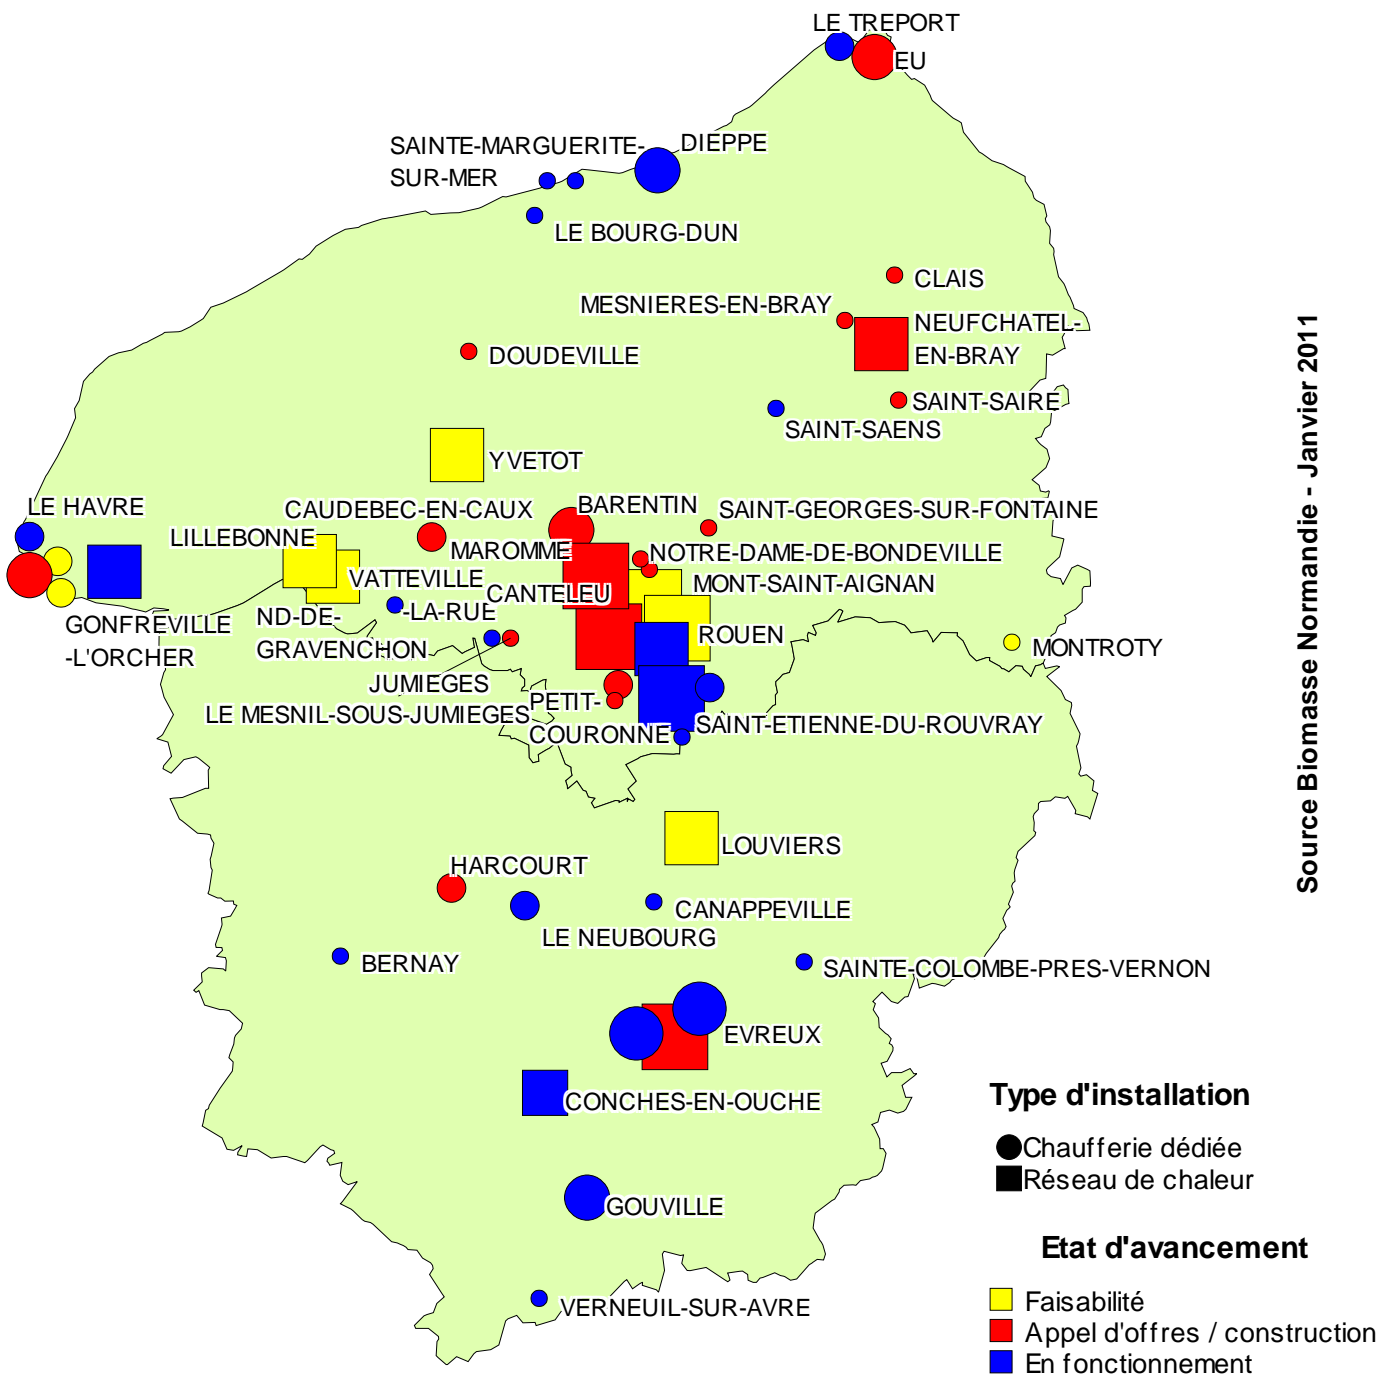 LE TREPORT
EU
SAINTE-MARGUERITE-
SUR-MER
DIEPPE
LE BOURG-DUN
CLAIS
MESNIERES-EN-BRAY
NEUFCHATEL-
EN-BRAY
DOUDEVILLE
SAINT-SAIRE
SAINT-SAENS
YVETOT
LE HAVRE
CAUDEBEC-EN-CAUX
BARENTIN
SAINT-GEORGES-SUR-FONTAINE
LILLEBONNE
MAROMME
NOTRE-DAME-DE-BONDEVILLE
VATTEVILLE
-LA-RUE
CANTELEU
MONT-SAINT-AIGNAN
GONFREVILLE
-L'ORCHER
ND-DE-
GRAVENCHON
ROUEN
MONTROTY
JUMIEGES
LE MESNIL-SOUS-JUMIEGES
PETIT-
COURONNE
SAINT-ETIENNE-DU-ROUVRAY
LOUVIERS
HARCOURT
CANAPPEVILLE
LE NEUBOURG
BERNAY
SAINTE-COLOMBE-PRES-VERNON
EVREUX
CONCHES-EN-OUCHE
GOUVILLE
VERNEUIL-SUR-AVRE
Source Biomasse Normandie - Janvier 2011
Type d'installation
Chaufferie dédiée
Réseau de chaleur
Etat d'avancement
Faisabilité
Appel d'offres / construction
En fonctionnement